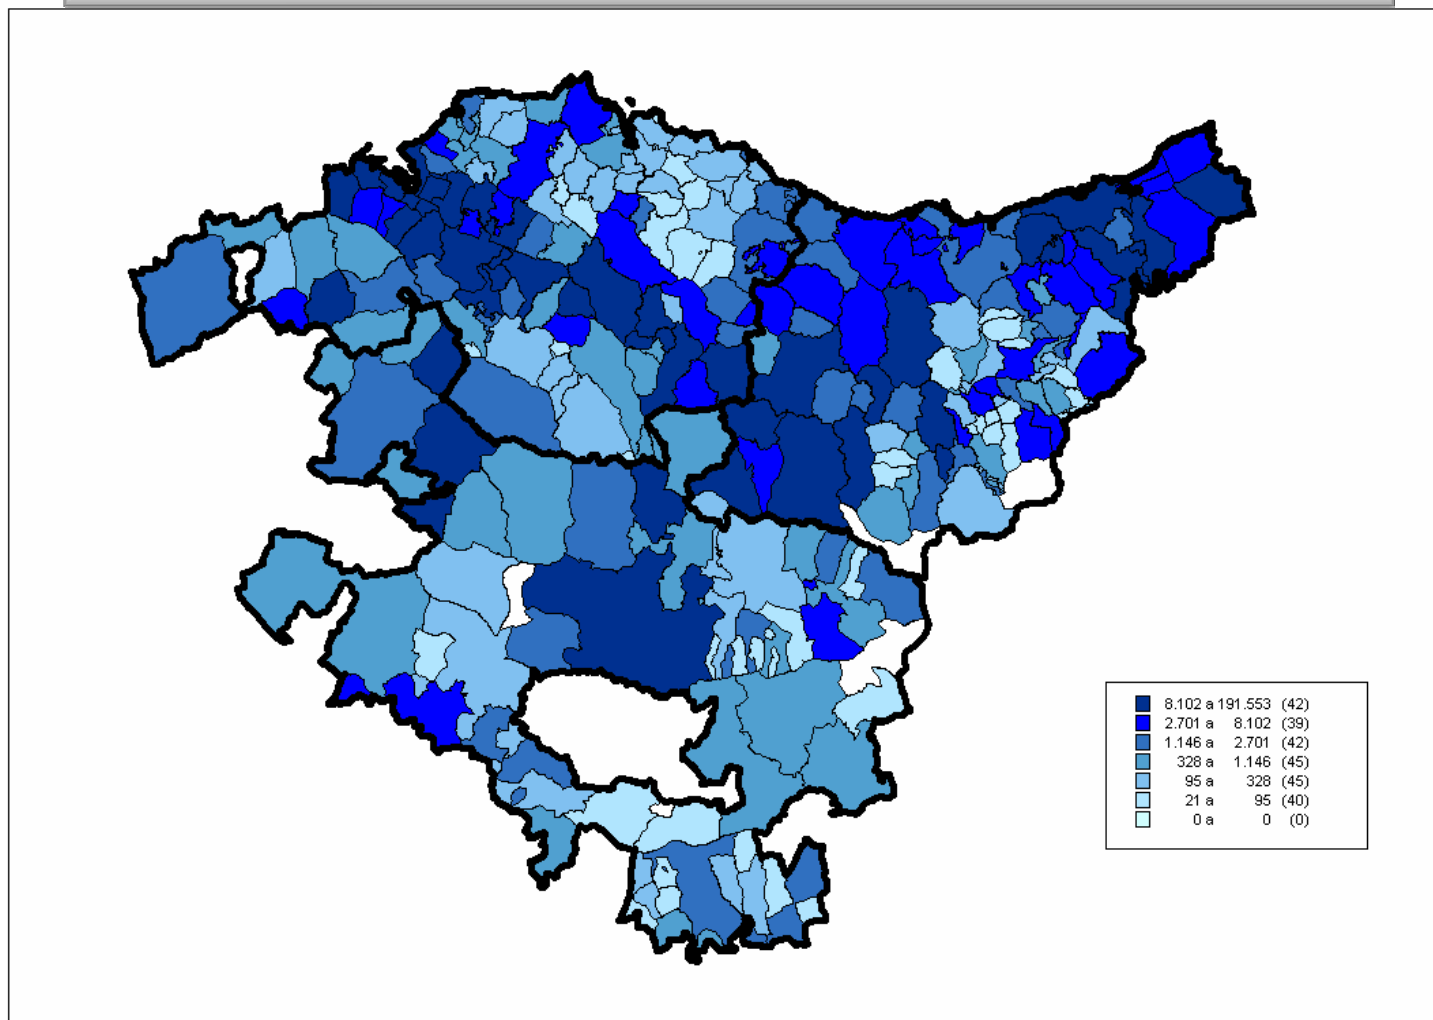 8.102 a 191.553 (42)
2.701 a 8.102 (39)
1.146 a 2.701 (42)
328 a 1.146 (45)
95 a 328 (45)
21 a 95 (40)
0 a 0 (0)